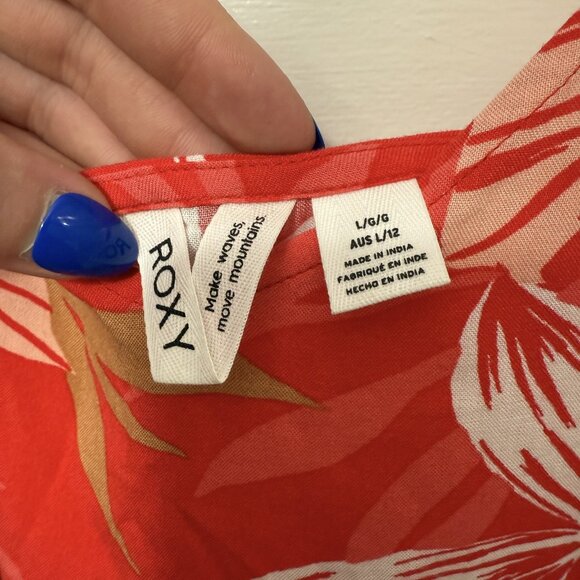 ROXY
Make waves,
move mountains.
L/G/G
AUS L/12
MADE IN INDIA
FABRIQUÉ EN INDE
HECHO EN INDIA